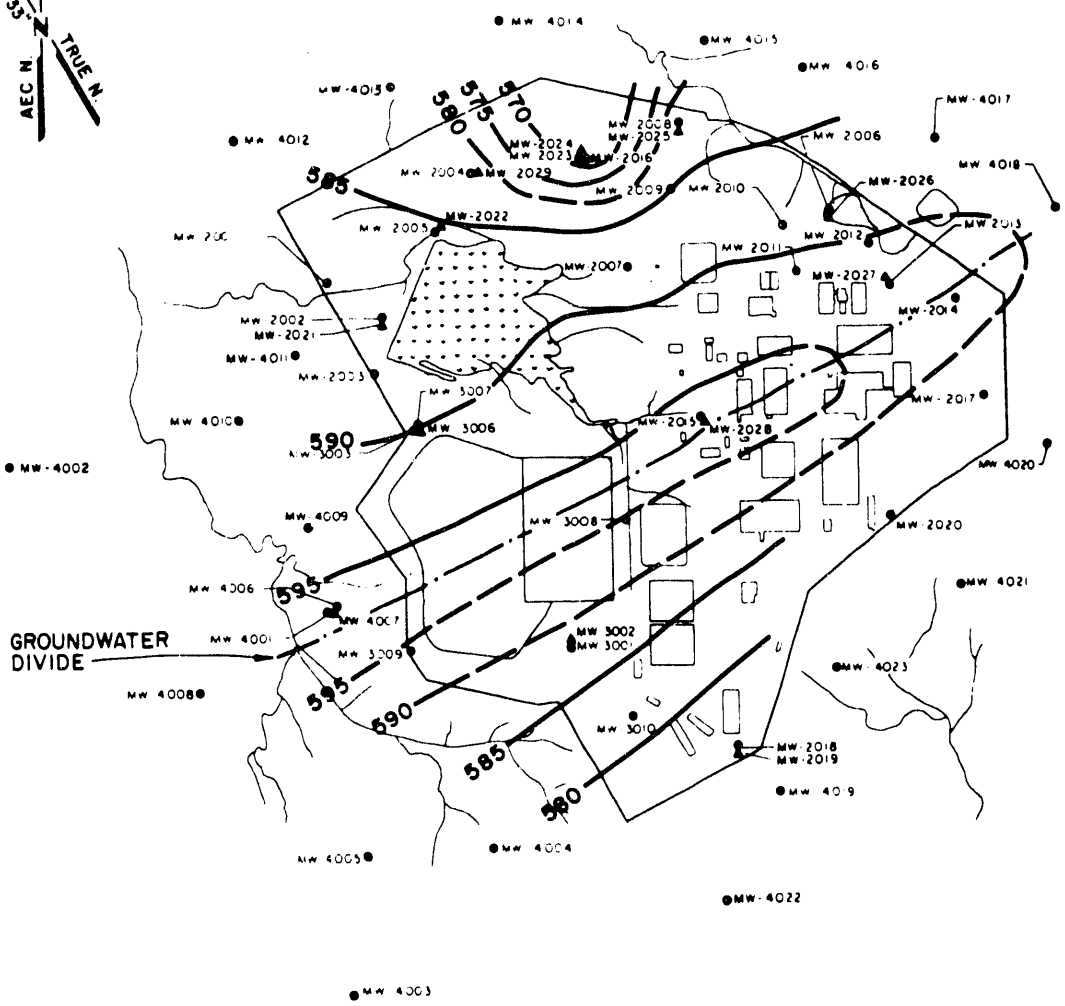 33°
N
AEC N.
TRUE N.
MW 4014
MW 4015
MW 4016
MW-4013
MW-4017
580
575
570
MW-2008
MW-2025
MW 2006
MW 4012
MW-2024
MW 2023
MW-2016
MW 4018
585
MW 2004
MW 2029
MW 2009
MW 2010
MW-2026
MW-2022
MW 2005
MW 2012
MW-2013
MW 200
MW 2007
MW 2011
MW-2027
MW-2014
MW-2002
MW-2021
MW-4011
MW-2003
MW 3007
MW-2017
MW 4010
MW 3006
MW-2015
MW-2028
590
MW 3003
MW-4002
MW 4020
MW-4009
MW 3008
MW-2020
MW 4006
595
MW-4021
MW 4007
GROUNDWATER
DIVIDE
MW 4001
MW 3002
MW 3001
MW 3009
MW-4023
MW 4008
595
590
MW 3010
585
MW-2018
MW-2019
580
MW 4019
MW 4004
MW-4005
MW-4022
MW 4003